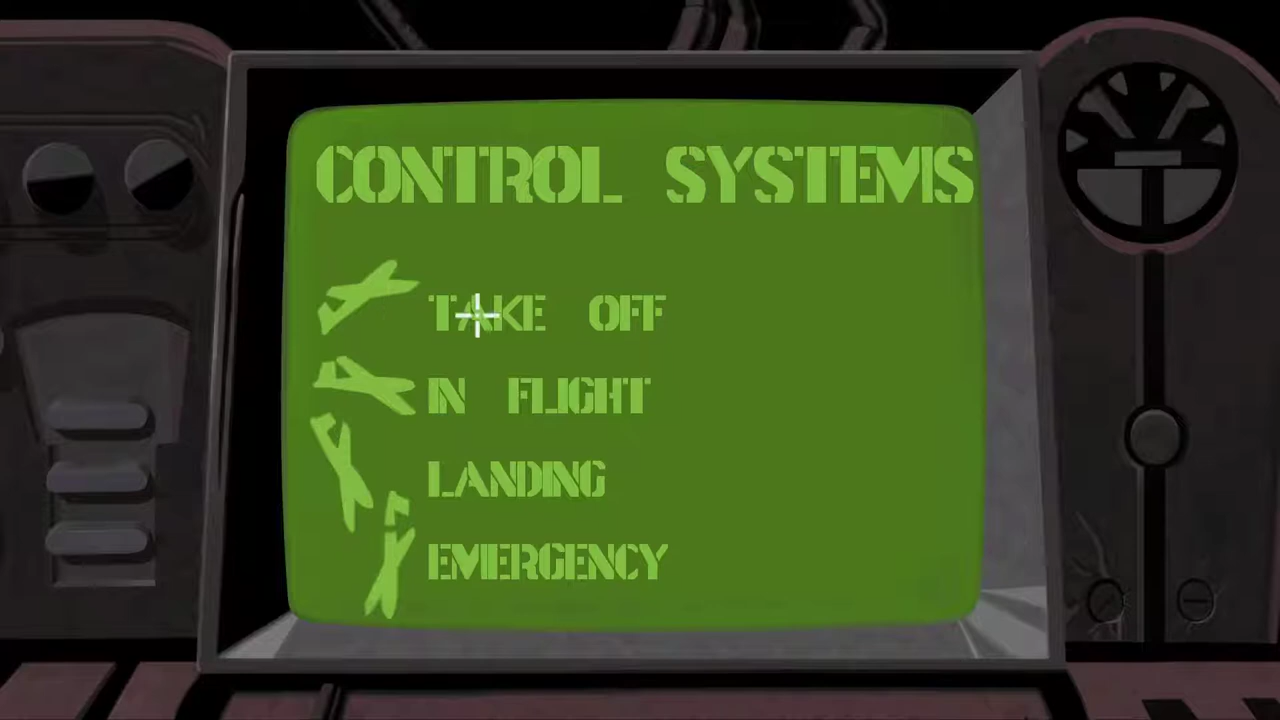 CONTROL SYSTEMS
TAKE OFF
IN FLIGHT
LANDING
EMERGENCY